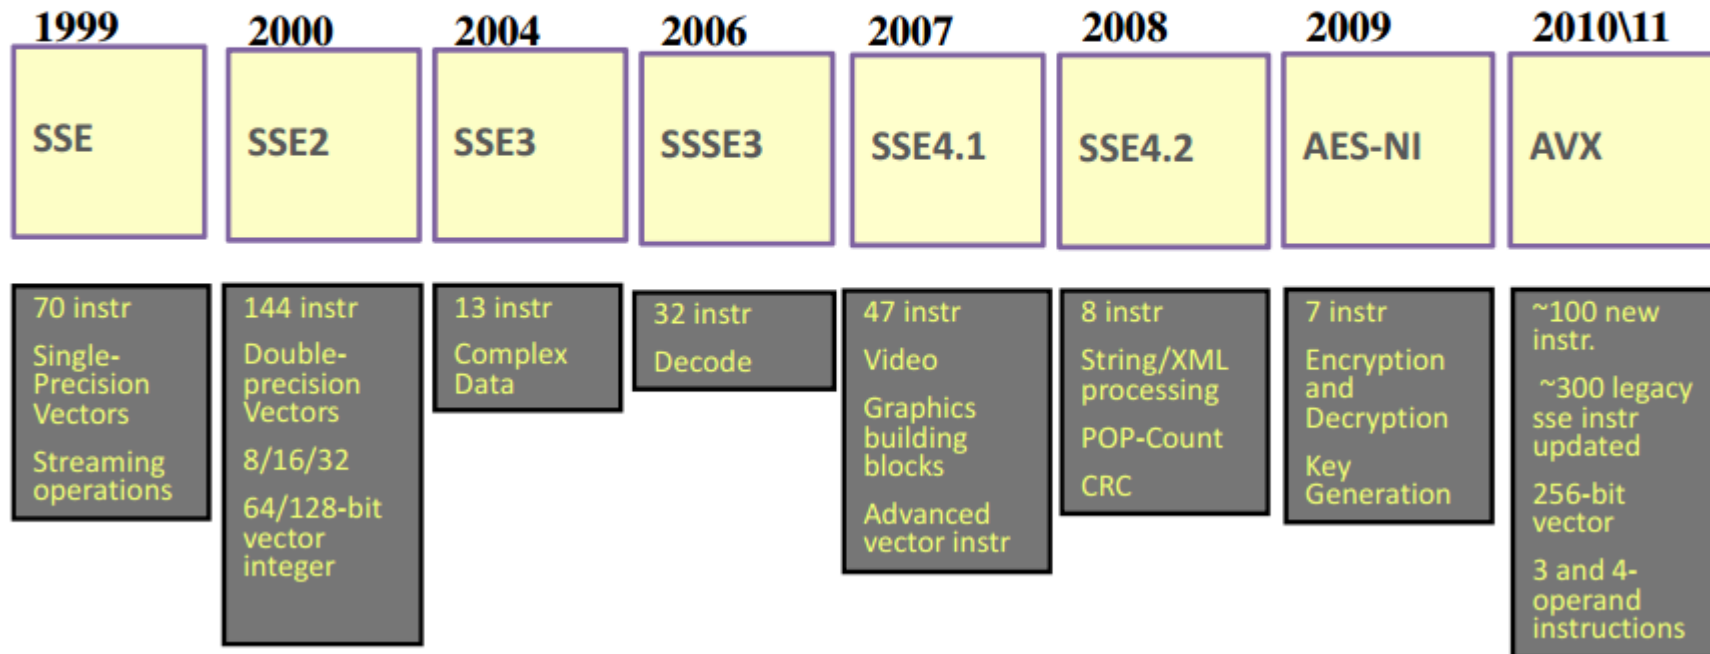 1999
2000
2004
2006
2007
2008
2009
2010\11
SSE
SSE2
SSE3
SSSE3
SSE4.1
SSE4.2
AES-NI
AVX
70 instr
Single-
Precision
Vectors
Streaming
operations
144 instr
Double-
precision
Vectors
8/16/32
64/128-bit
vector
integer
13 instr
Complex
Data
32 instr
Decode
47 instr
Video
Graphics
building
blocks
Advanced
vector instr
8 instr
String/XML
processing
POP-Count
CRC
7 instr
Encryption
and
Decryption
Key
Generation
~100 new
instr.
~300 legacy
sse instr
updated
256-bit
vector
3 and 4-
operand
instructions